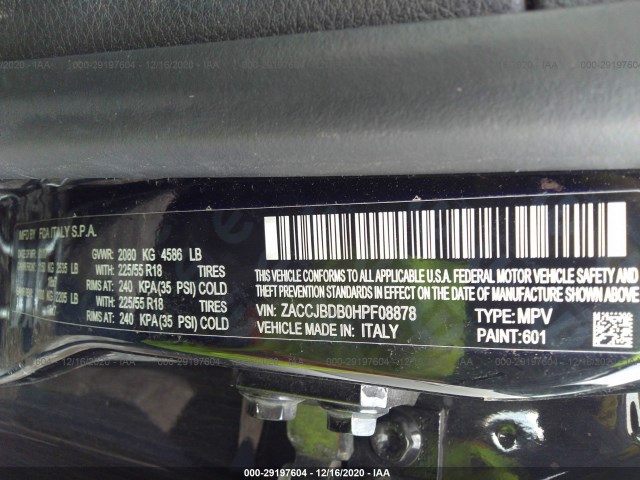 MFD BY FCA ITALY S.P.A.
GVWR: 2080 KG 4586 LB
WITH: 225/55 R18 TIRES
RIMS AT: 240 KPA(35 PSI) COLD
WITH: 225/55 R18 TIRES
RIMS AT: 240 KPA(35 PSI) COLD
THIS VEHICLE CONFORMS TO ALL APPLICABLE U.S.A. FEDERAL MOTOR VEHICLE SAFETY AND
THEFT PREVENTION STANDARDS IN EFFECT ON THE DATE OF
VIN: ZACCJBDB0HPF08878 TYPE: MPV
VEHICLE MADE IN: ITALY PAINT: 601
000-29197604 - 12/16/2020 - IAA